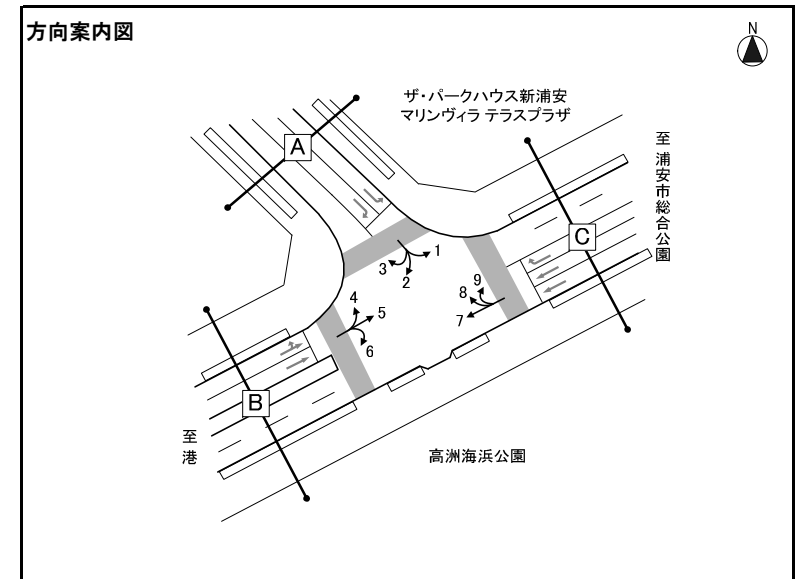 方向案内図
N
ザ・パークハウス新浦安
マリンヴィラ テラスプラザ
至 浦安市総合公園
A
C
B
1
2
3
4
5
6
9
8
7
至 港
高洲海浜公園